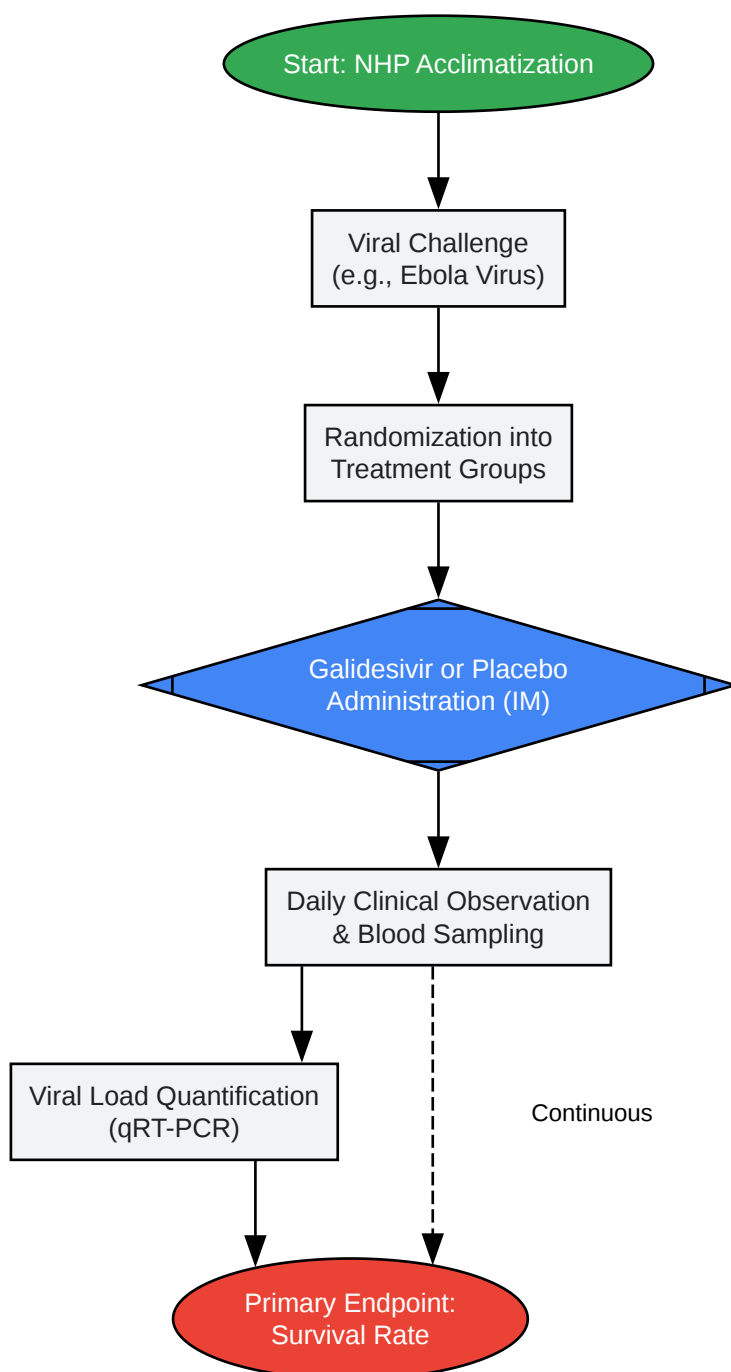 Start: NHP Acclimatization
Viral Challenge
(e.g., Ebola Virus)
Randomization into
Treatment Groups
Galidesivir or Placebo
Administration (IM)
Daily Clinical Observation
& Blood Sampling
Viral Load Quantification
(qRT-PCR)
Continuous
Primary Endpoint:
Survival Rate